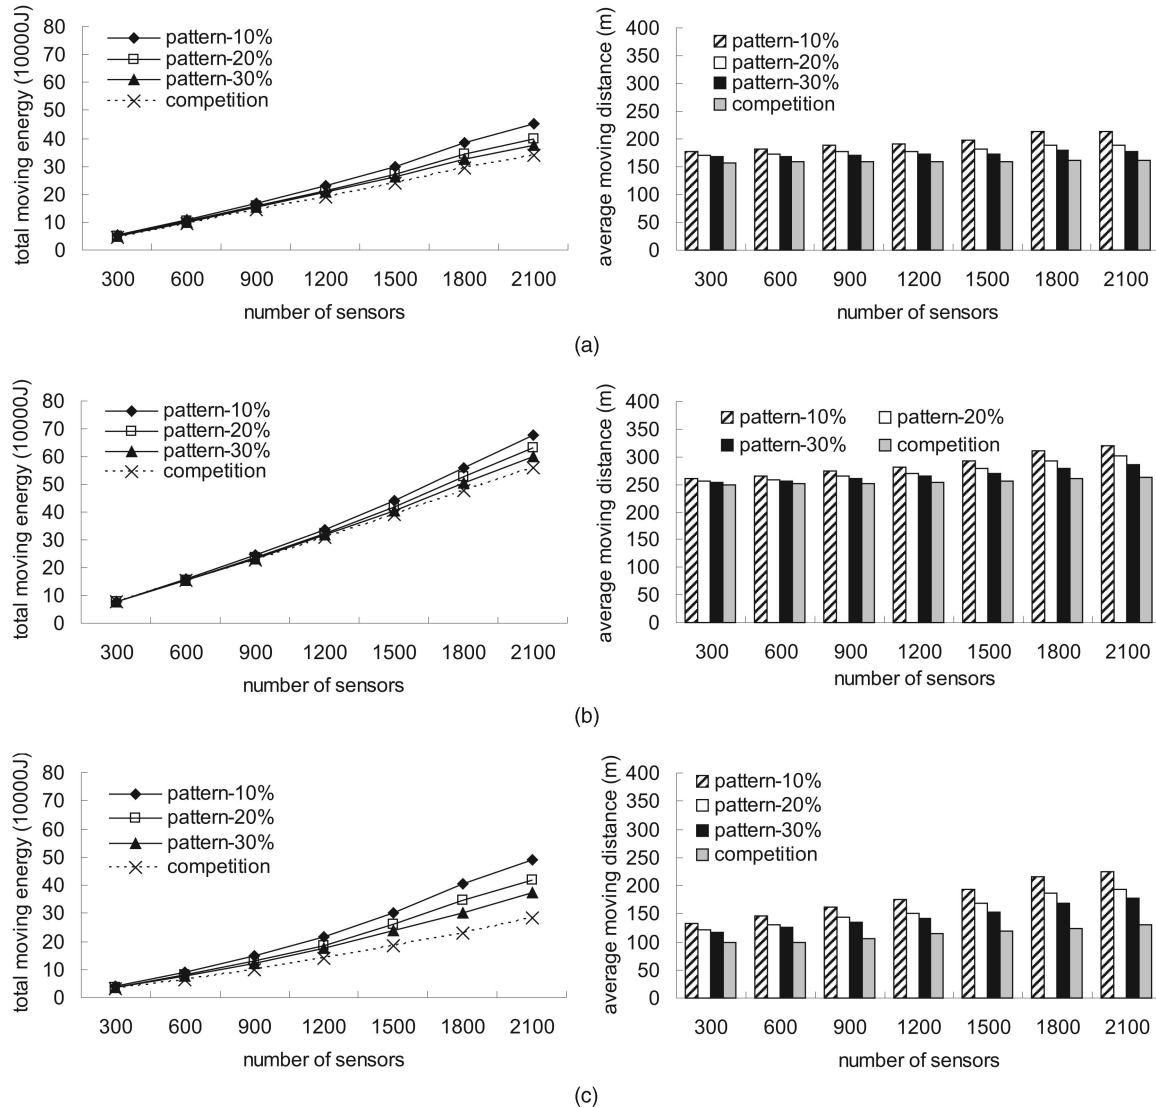 total moving energy (10000J)
80
70
60
50
40
30
20
10
0
pattern-10%
pattern-20%
pattern-30%
competition
300 600 900 1200 1500 1800 2100
number of sensors
average moving distance (m)
400
350
300
250
200
150
100
50
0
pattern-10%
pattern-20%
pattern-30%
competition
300 600 900 1200 1500 1800 2100
number of sensors
(a)
total moving energy (10000J)
80
70
60
50
40
30
20
10
0
pattern-10%
pattern-20%
pattern-30%
competition
300 600 900 1200 1500 1800 2100
number of sensors
average moving distance (m)
400
350
300
250
200
150
100
50
0
pattern-10% pattern-20%
pattern-30% competition
300 600 900 1200 1500 1800 2100
number of sensors
(b)
total moving energy (10000J)
80
70
60
50
40
30
20
10
0
pattern-10%
pattern-20%
pattern-30%
competition
300 600 900 1200 1500 1800 2100
number of sensors
average moving distance (m)
400
350
300
250
200
150
100
50
0
pattern-10%
pattern-20%
pattern-30%
competition
300 600 900 1200 1500 1800 2100
number of sensors
(c)